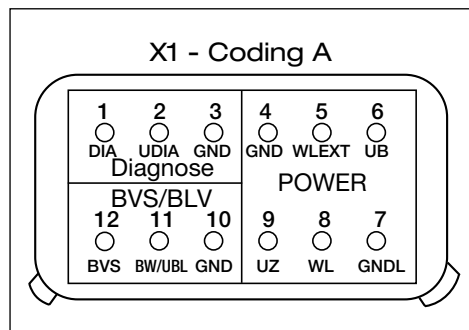 X1 - Coding A
1 2 3 4 5 6
DIA UDIA GND GND WLEXT UB
Diagnose
POWER
BVS/BLV
12 11 10 9 8 7
BVS BW/UBL GND UZ WL GNDL